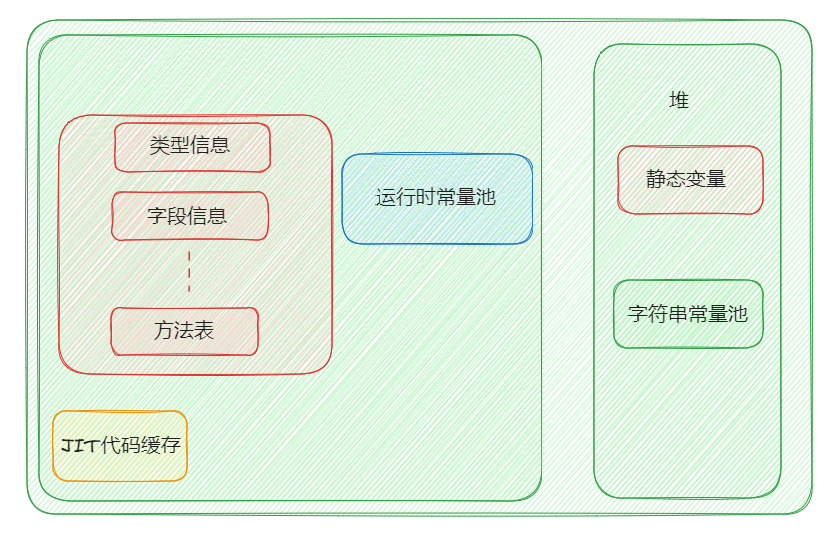 类型信息
字段信息
方法表
运行时常量池
JIT代码缓存
堆
静态变量
字符串常量池